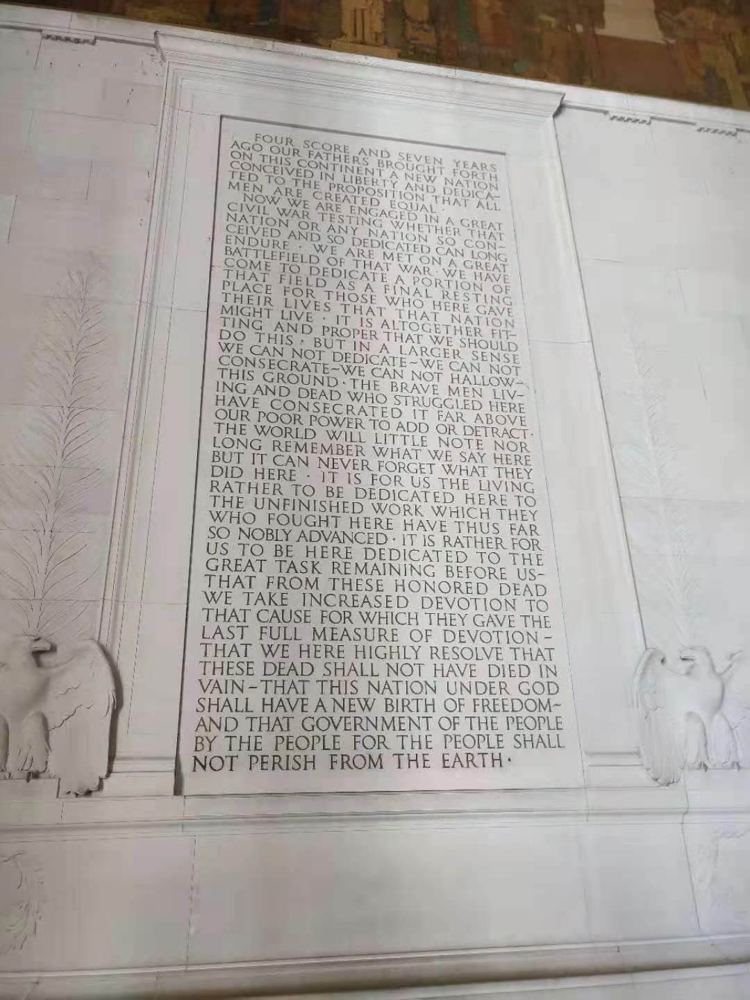 FOUR SCORE AND SEVEN YEARS
AGO OUR FATHERS BROUGHT FORTH
ON THIS CONTINENT A NEW NATION
CONCEIVED IN LIBERTY AND DEDICA-
TED TO THE PROPOSITION THAT ALL
MEN ARE CREATED EQUAL ·
NOW WE ARE ENGAGED IN A GREAT
CIVIL WAR TESTING WHETHER THAT
NATION OR ANY NATION SO CON-
CEIVED AND SO DEDICATED CAN LONG
ENDURE · WE ARE MET ON A GREAT
BATTLEFIELD OF THAT WAR · WE HAVE
COME TO DEDICATE A PORTION OF
THAT FIELD AS A FINAL RESTING
PLACE FOR THOSE WHO HERE GAVE
THEIR LIVES THAT THAT NATION
MIGHT LIVE · IT IS ALTOGETHER FIT-
TING AND PROPER THAT WE SHOULD
DO THIS · BUT IN A LARGER SENSE
WE CAN NOT DEDICATE~WE CAN NOT
CONSECRATE~WE CAN NOT HALLOW~
THIS GROUND · THE BRAVE MEN LIV-
ING AND DEAD WHO STRUGGLED HERE
HAVE CONSECRATED IT FAR ABOVE
OUR POOR POWER TO ADD OR DETRACT ·
THE WORLD WILL LITTLE NOTE NOR
LONG REMEMBER WHAT WE SAY HERE
BUT IT CAN NEVER FORGET WHAT THEY
DID HERE · IT IS FOR US THE LIVING
RATHER TO BE DEDICATED HERE TO
THE UNFINISHED WORK WHICH THEY
WHO FOUGHT HERE HAVE THUS FAR
SO NOBLY ADVANCED · IT IS RATHER FOR
US TO BE HERE DEDICATED TO THE
GREAT TASK REMAINING BEFORE US~
THAT FROM THESE HONORED DEAD
WE TAKE INCREASED DEVOTION TO
THAT CAUSE FOR WHICH THEY GAVE THE
LAST FULL MEASURE OF DEVOTION~
THAT WE HERE HIGHLY RESOLVE THAT
THESE DEAD SHALL NOT HAVE DIED IN
VAIN~THAT THIS NATION UNDER GOD
SHALL HAVE A NEW BIRTH OF FREEDOM~
AND THAT GOVERNMENT OF THE PEOPLE
BY THE PEOPLE FOR THE PEOPLE SHALL
NOT PERISH FROM THE EARTH ·